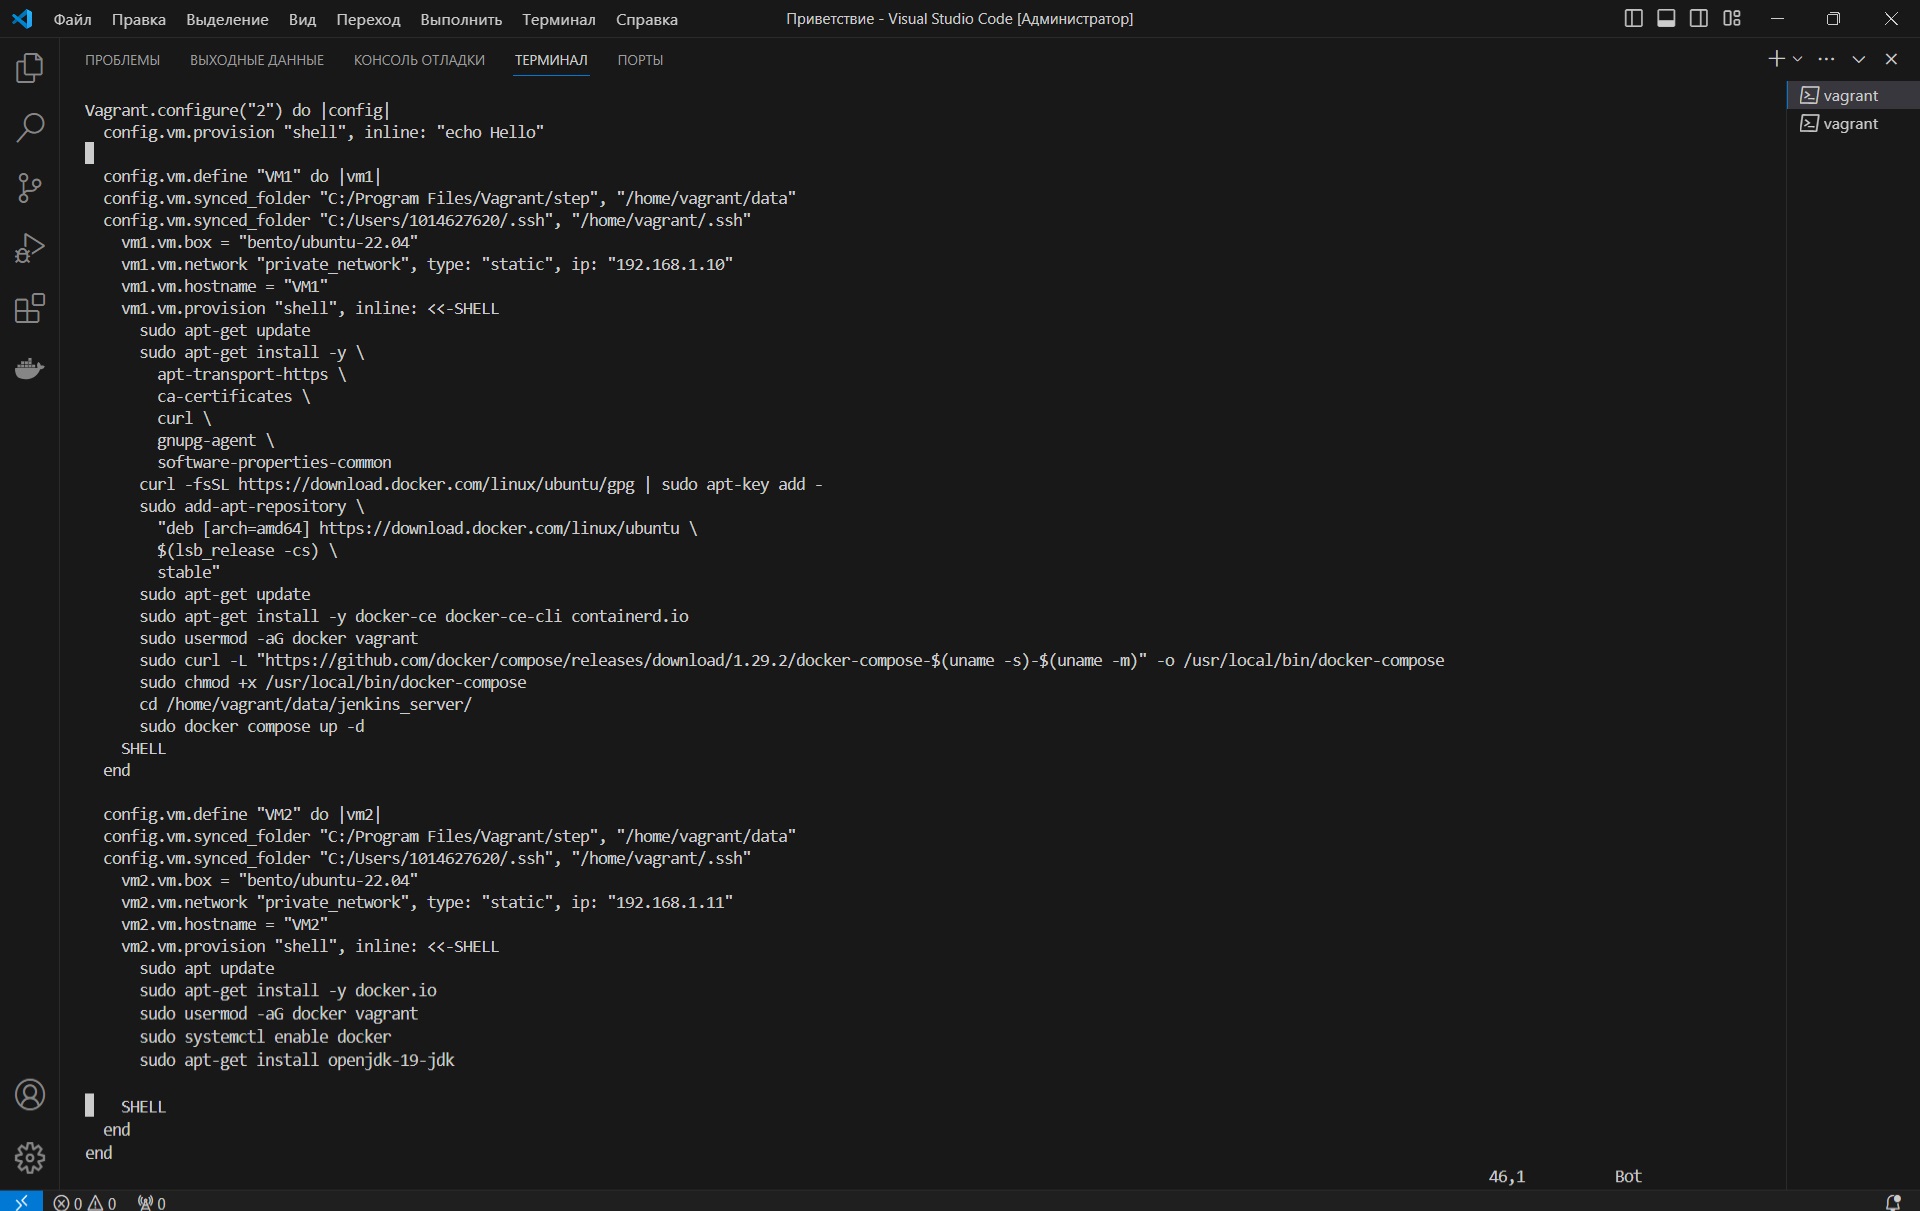 Файл Правка Выделение Вид Переход Выполнить Терминал Справка
Приветствие - Visual Studio Code [Администратор]
ПРОБЛЕМЫ ВЫХОДНЫЕ ДАННЫЕ КОНСОЛЬ ОТЛАДКИ ТЕРМИНАЛ ПОРТЫ
vagrant
vagrant
Vagrant.configure("2") do |config|
  config.vm.provision "shell", inline: "echo Hello"

  config.vm.define "VM1" do |vm1|
  config.vm.synced_folder "C:/Program Files/Vagrant/step", "/home/vagrant/data"
  config.vm.synced_folder "C:/Users/1014627620/.ssh", "/home/vagrant/.ssh"
    vm1.vm.box = "bento/ubuntu-22.04"
    vm1.vm.network "private_network", type: "static", ip: "192.168.1.10"
    vm1.vm.hostname = "VM1"
    vm1.vm.provision "shell", inline: <<-SHELL
      sudo apt-get update
      sudo apt-get install -y \
        apt-transport-https \
        ca-certificates \
        curl \
        gnupg-agent \
        software-properties-common
      curl -fsSL https://download.docker.com/linux/ubuntu/gpg | sudo apt-key add -
      sudo add-apt-repository \
        "deb [arch=amd64] https://download.docker.com/linux/ubuntu \
        $(lsb_release -cs) \
        stable"
      sudo apt-get update
      sudo apt-get install -y docker-ce docker-ce-cli containerd.io
      sudo usermod -aG docker vagrant
      sudo curl -L "https://github.com/docker/compose/releases/download/1.29.2/docker-compose-$(uname -s)-$(uname -m)" -o /usr/local/bin/docker-compose
      sudo chmod +x /usr/local/bin/docker-compose
      cd /home/vagrant/data/jenkins_server/
      sudo docker compose up -d
    SHELL
  end

  config.vm.define "VM2" do |vm2|
  config.vm.synced_folder "C:/Program Files/Vagrant/step", "/home/vagrant/data"
  config.vm.synced_folder "C:/Users/1014627620/.ssh", "/home/vagrant/.ssh"
    vm2.vm.box = "bento/ubuntu-22.04"
    vm2.vm.network "private_network", type: "static", ip: "192.168.1.11"
    vm2.vm.hostname = "VM2"
    vm2.vm.provision "shell", inline: <<-SHELL
      sudo apt update
      sudo apt-get install -y docker.io
      sudo usermod -aG docker vagrant
      sudo systemctl enable docker
      sudo apt-get install openjdk-19-jdk

    SHELL
  end
end
46,1 Bot
0 0 0